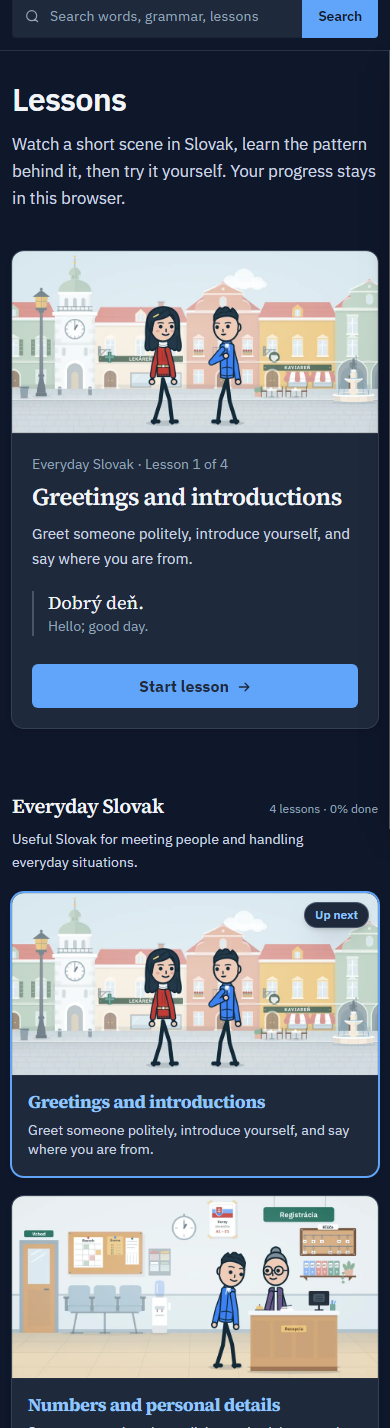 Search words, grammar, lessons
Search
Lessons
Watch a short scene in Slovak, learn the pattern
behind it, then try it yourself. Your progress stays
in this browser.
KAVIAREŇ
Everyday Slovak · Lesson 1 of 4
Greetings and introductions
Greet someone politely, introduce yourself, and
say where you are from.
Dobrý deň.
Hello; good day.
Start lesson →
Everyday Slovak
4 lessons · 0% done
Useful Slovak for meeting people and handling
everyday situations.
Up next
KAVIAREŇ
Greetings and introductions
Greet someone politely, introduce yourself, and say
where you are from.
Registrácia
Vchod
Recepcia
Numbers and personal details